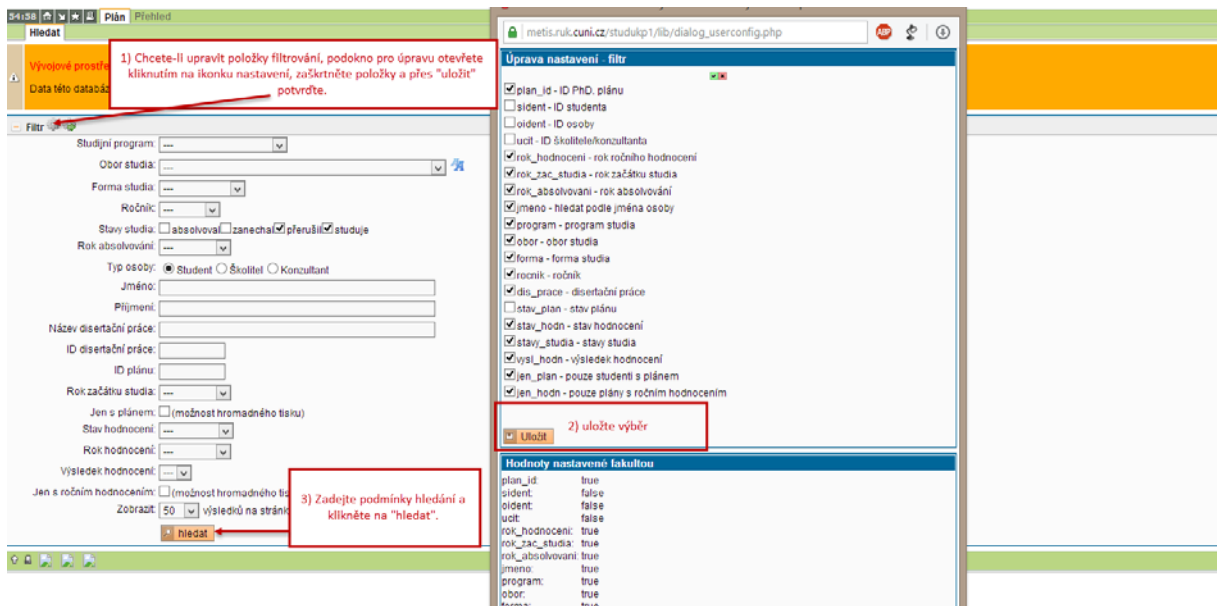 54:58 Plán Přehled
Hledat
1) Chcete-li upravit položky filtrování, podokno pro úpravu otevřete
kliknutím na ikonku nastavení, zaškrtněte položky a přes "uložit"
potvrďte.
Vývojové prostře
Data této databáz
Filtr
Studijní program: ---
Obor studia: ---
Forma studia: ---
Ročník: ---
Stavy studia: absolvoval zanechal přerušil studuje
Rok absolvování: ---
Typ osoby: Student Školitel Konzultant
Jméno:
Příjmení:
Název disertační práce:
ID disertační práce:
ID plánu:
Rok začátku studia: ---
Jen s plánem: (možnost hromadného tisku)
Stav hodnocení: ---
Rok hodnocení: ---
Výsledek hodnocení: ---
Jen s ročním hodnocením: (možnost hromadného tis
Zobrazit: 50 výsledků na stránk
hledat
3) Zadejte podmínky hledání a
klikněte na "hledat".
metis.ruk.cuni.cz/studukp1/lib/dialog_userconfig.php
ABP
Úprava nastavení - filtr
plan_id - ID PhD. plánu
sident - ID studenta
oident - ID osoby
ucit - ID školitele/konzultanta
rok_hodnoceni - rok ročního hodnocení
rok_zac_studia - rok začátku studia
rok_absolvovani - rok absolvování
jmeno - hledat podle jména osoby
program - program studia
obor - obor studia
forma - forma studia
rocnik - ročník
dis_prace - disertační práce
stav_plan - stav plánu
stav_hodn - stav hodnocení
stavy_studia - stavy studia
vysl_hodn - výsledek hodnocení
jen_plan - pouze studenti s plánem
jen_hodn - pouze plány s ročním hodnocením
2) uložte výběr
Uložit
Hodnoty nastavené fakultou
plan_id: true
sident: false
oident: false
ucit: false
rok_hodnoceni: true
rok_zac_studia: true
rok_absolvovani: true
jmeno: true
program: true
obor: true
forma: true